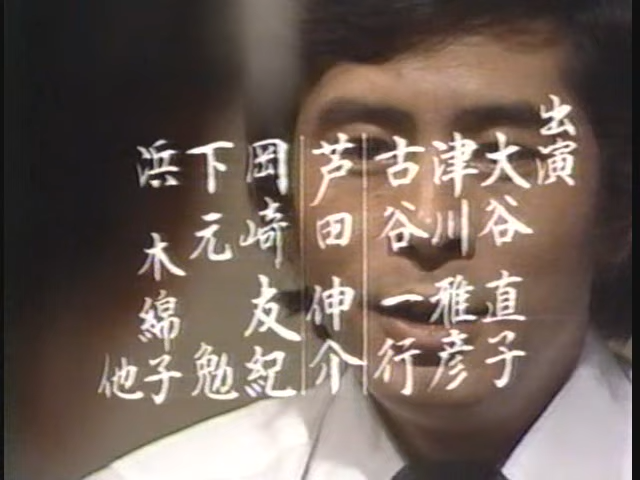 出演
大谷直子
津川雅彦
古谷一行
芦田伸介
岡崎友紀
下元勉
浜木綿子
他